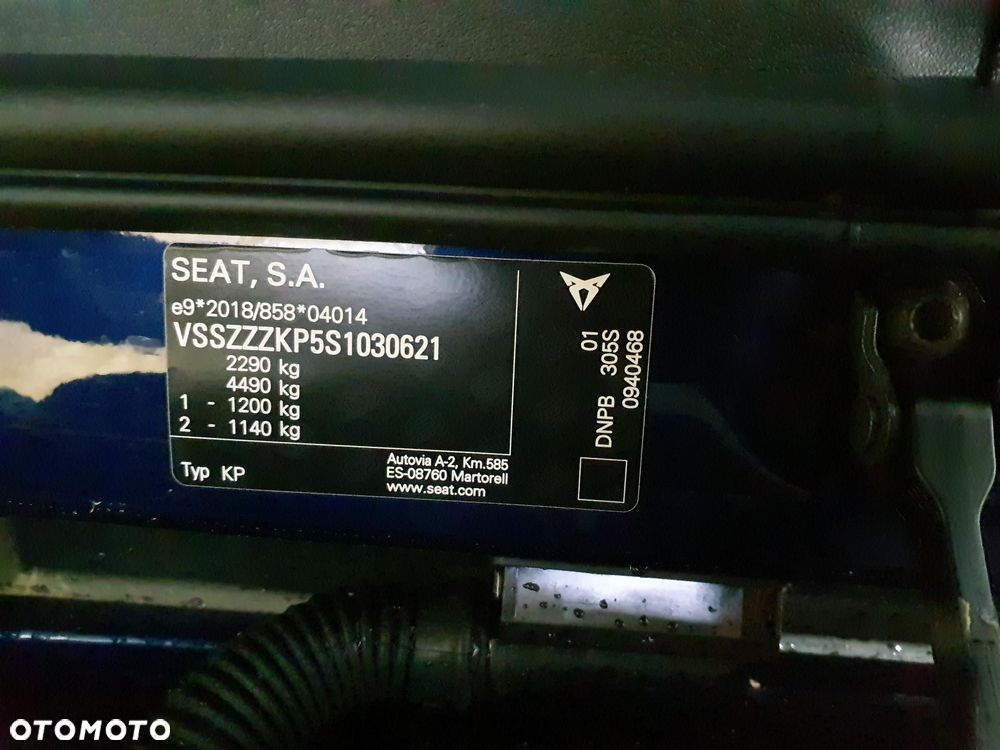 SEAT, S.A.
e9*2018/858*04014
VSSZZZKP5S1030621
2290 kg
4490 kg
1 - 1200 kg
2 - 1140 kg
Typ KP
Autovia A-2, Km.585
ES-08760 Martorell
www.seat.com
01
DNPB 305S
0940468
OTOMOTO